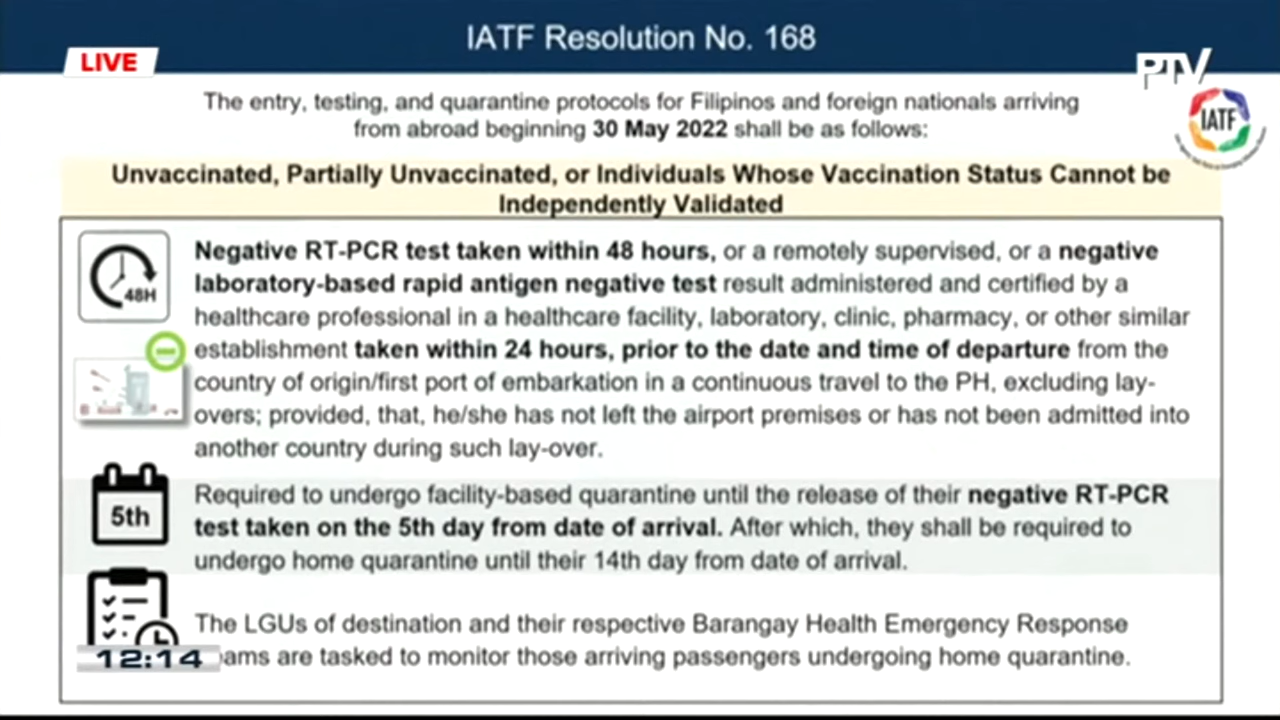 IATF Resolution No. 168
LIVE
PTV
The entry, testing, and quarantine protocols for Filipinos and foreign nationals arriving
from abroad beginning 30 May 2022 shall be as follows:
IATF
Unvaccinated, Partially Unvaccinated, or Individuals Whose Vaccination Status Cannot be
Independently Validated
48H
Negative RT-PCR test taken within 48 hours, or a remotely supervised, or a negative
laboratory-based rapid antigen negative test result administered and certified by a
healthcare professional in a healthcare facility, laboratory, clinic, pharmacy, or other similar
establishment taken within 24 hours, prior to the date and time of departure from the
country of origin/first port of embarkation in a continuous travel to the PH, excluding lay-
overs; provided, that, he/she has not left the airport premises or has not been admitted into
another country during such lay-over.
5th
Required to undergo facility-based quarantine until the release of their negative RT-PCR
test taken on the 5th day from date of arrival. After which, they shall be required to
undergo home quarantine until their 14th day from date of arrival.
The LGUs of destination and their respective Barangay Health Emergency Response
ams are tasked to monitor those arriving passengers undergoing home quarantine.
12:14